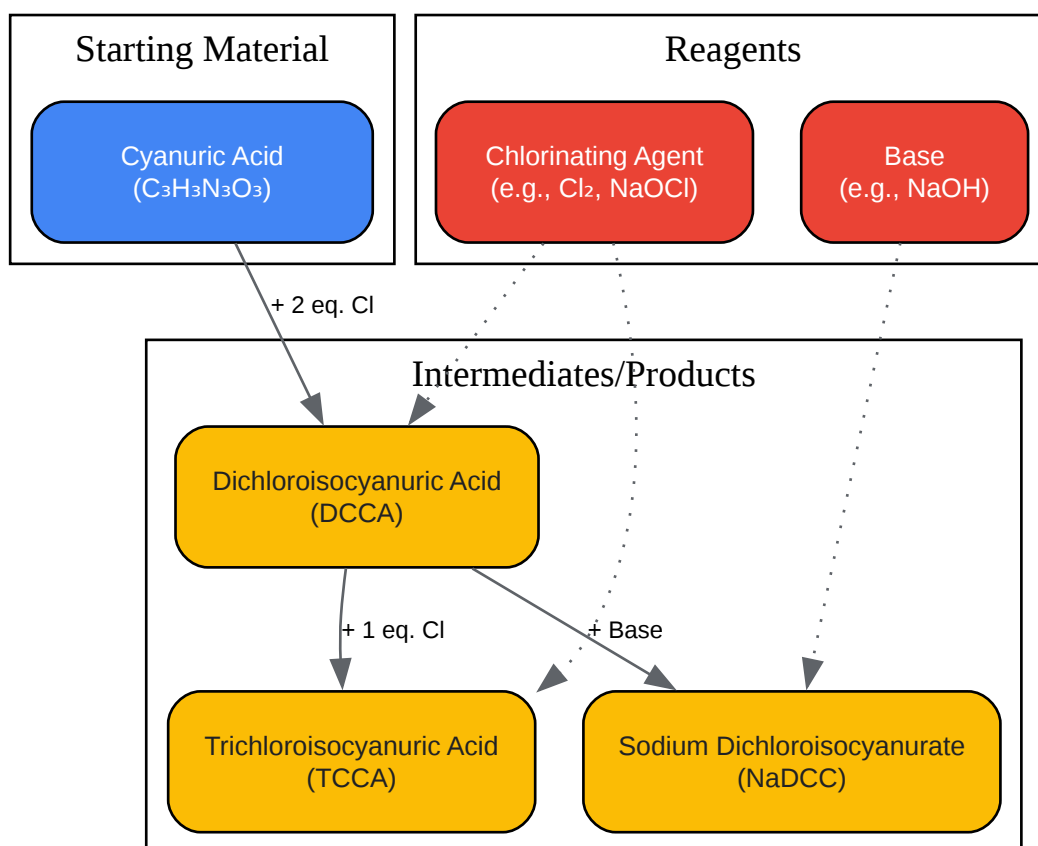 Starting Material
Reagents
Cyanuric Acid
(C₃H₃N₃O₃)
Chlorinating Agent
(e.g., Cl₂, NaOCl)
Base
(e.g., NaOH)
+ 2 eq. Cl
Intermediates/Products
Dichloroisocyanuric Acid
(DCCA)
+ 1 eq. Cl
+ Base
Trichloroisocyanuric Acid
(TCCA)
Sodium Dichloroisocyanurate
(NaDCC)